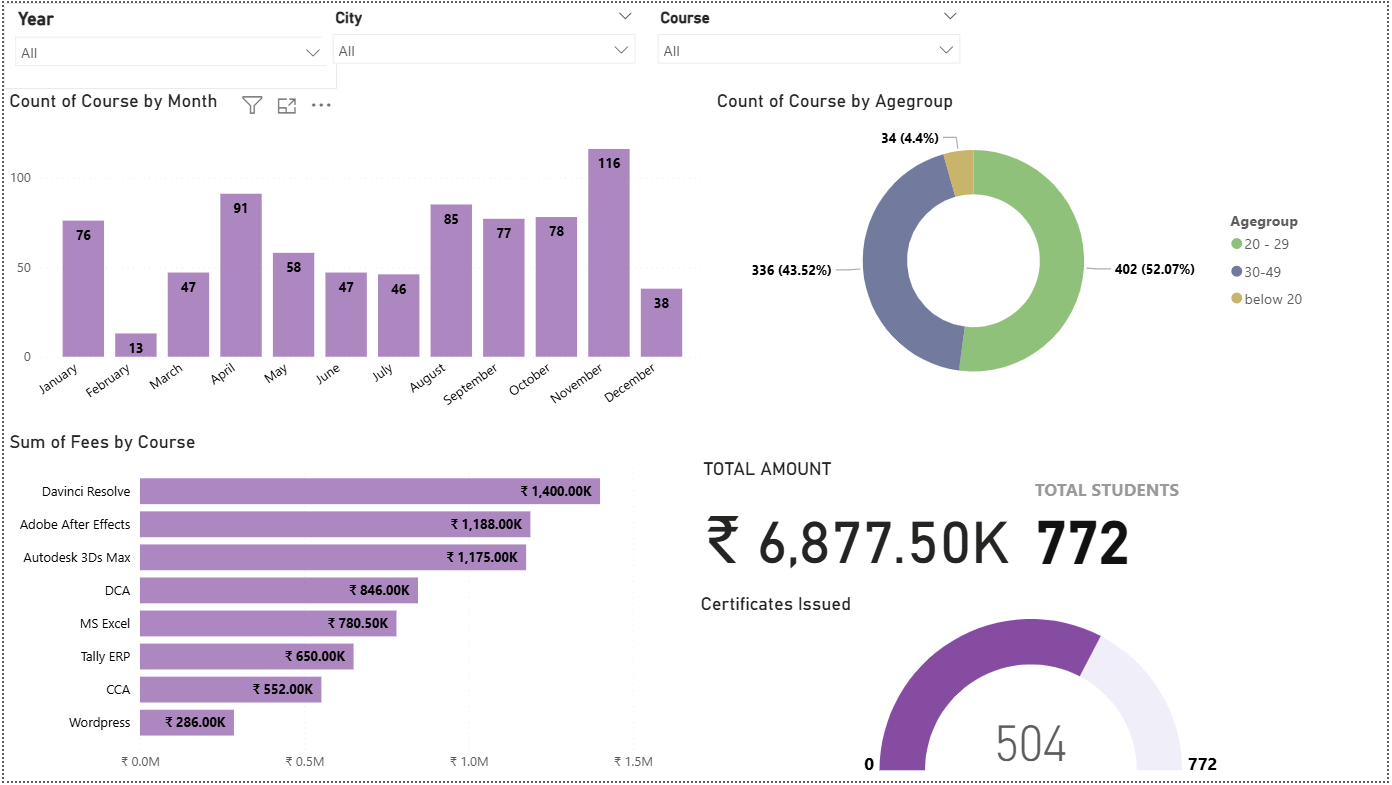 Year
City
Course
All
All
All
Count of Course by Month
100
50
0
76
13
47
91
58
47
46
85
77
78
116
38
January
February
March
April
May
June
July
August
September
October
November
December
Count of Course by Agegroup
34 (4.4%)
336 (43.52%)
402 (52.07%)
Agegroup
20 - 29
30-49
below 20
Sum of Fees by Course
Davinci Resolve ₹ 1,400.00K
Adobe After Effects ₹ 1,188.00K
Autodesk 3Ds Max ₹ 1,175.00K
DCA ₹ 846.00K
MS Excel ₹ 780.50K
Tally ERP ₹ 650.00K
CCA ₹ 552.00K
Wordpress ₹ 286.00K
₹ 0.0M ₹ 0.5M ₹ 1.0M ₹ 1.5M
TOTAL AMOUNT
₹ 6,877.50K
TOTAL STUDENTS
772
Certificates Issued
504
0
772